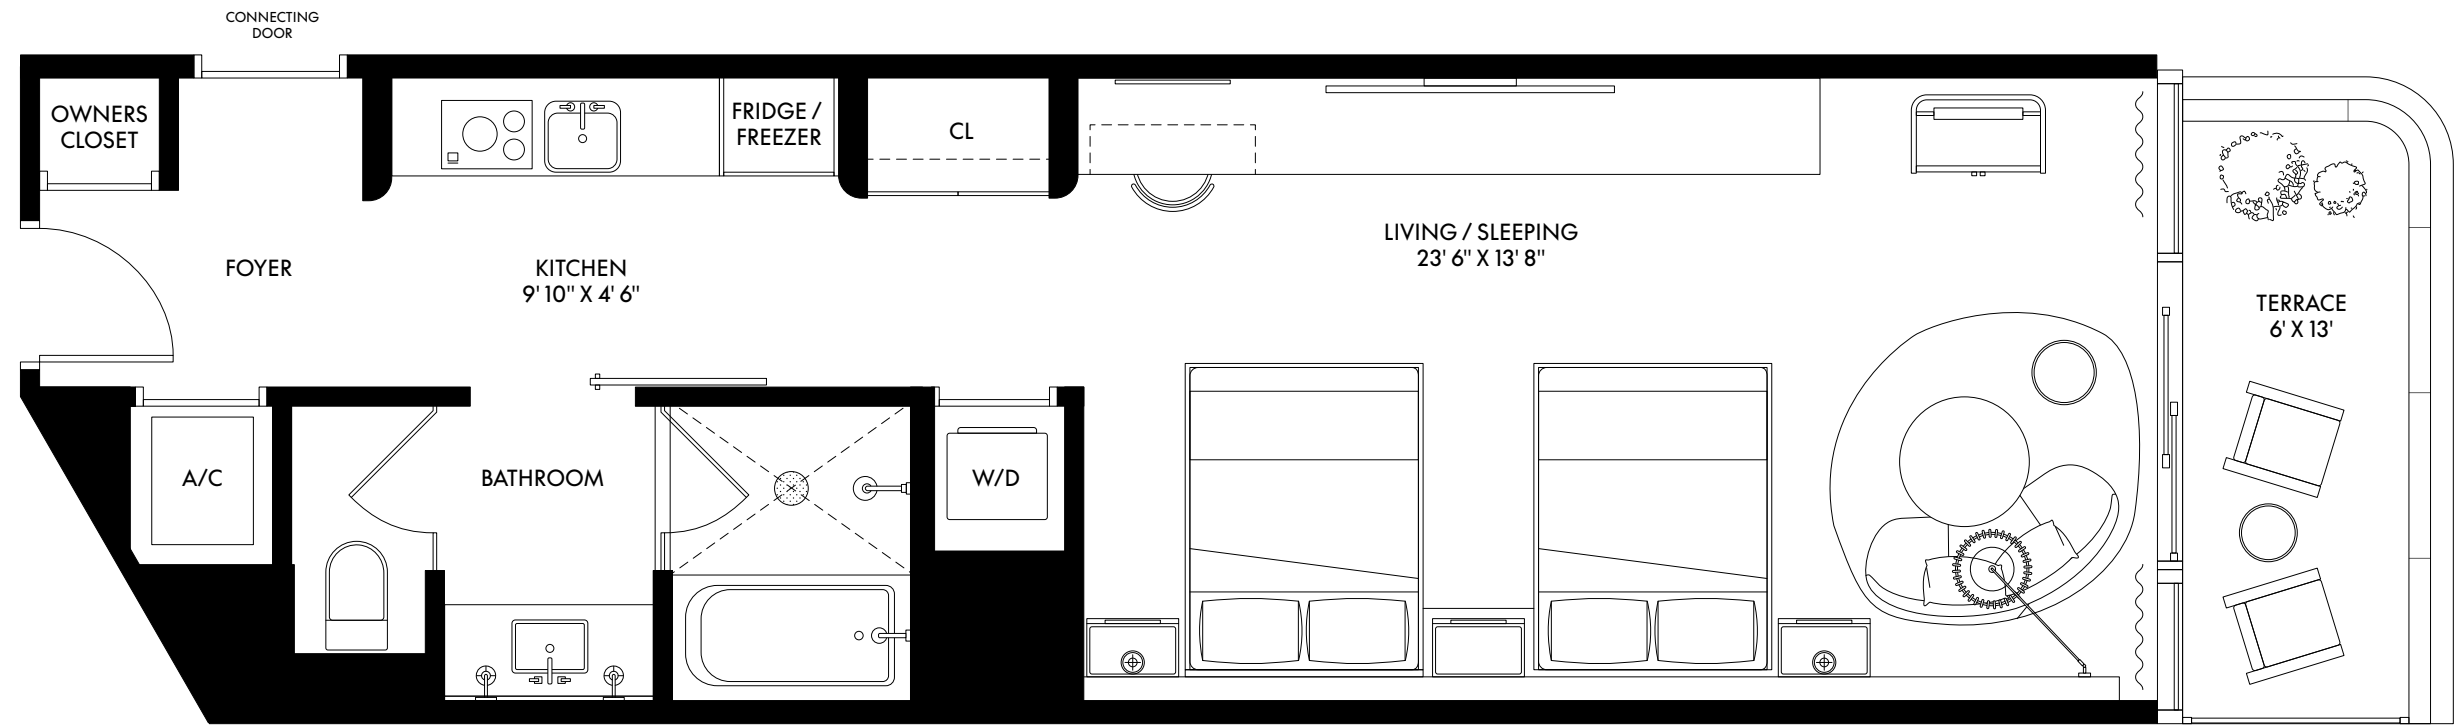 CONNECTING
DOOR
OWNERS
CLOSET
FRIDGE /
FREEZER
CL
LIVING / SLEEPING
23' 6" X 13' 8"
FOYER
KITCHEN
9' 10" X 4' 6"
TERRACE
6' X 13'
A/C
BATHROOM
W/D